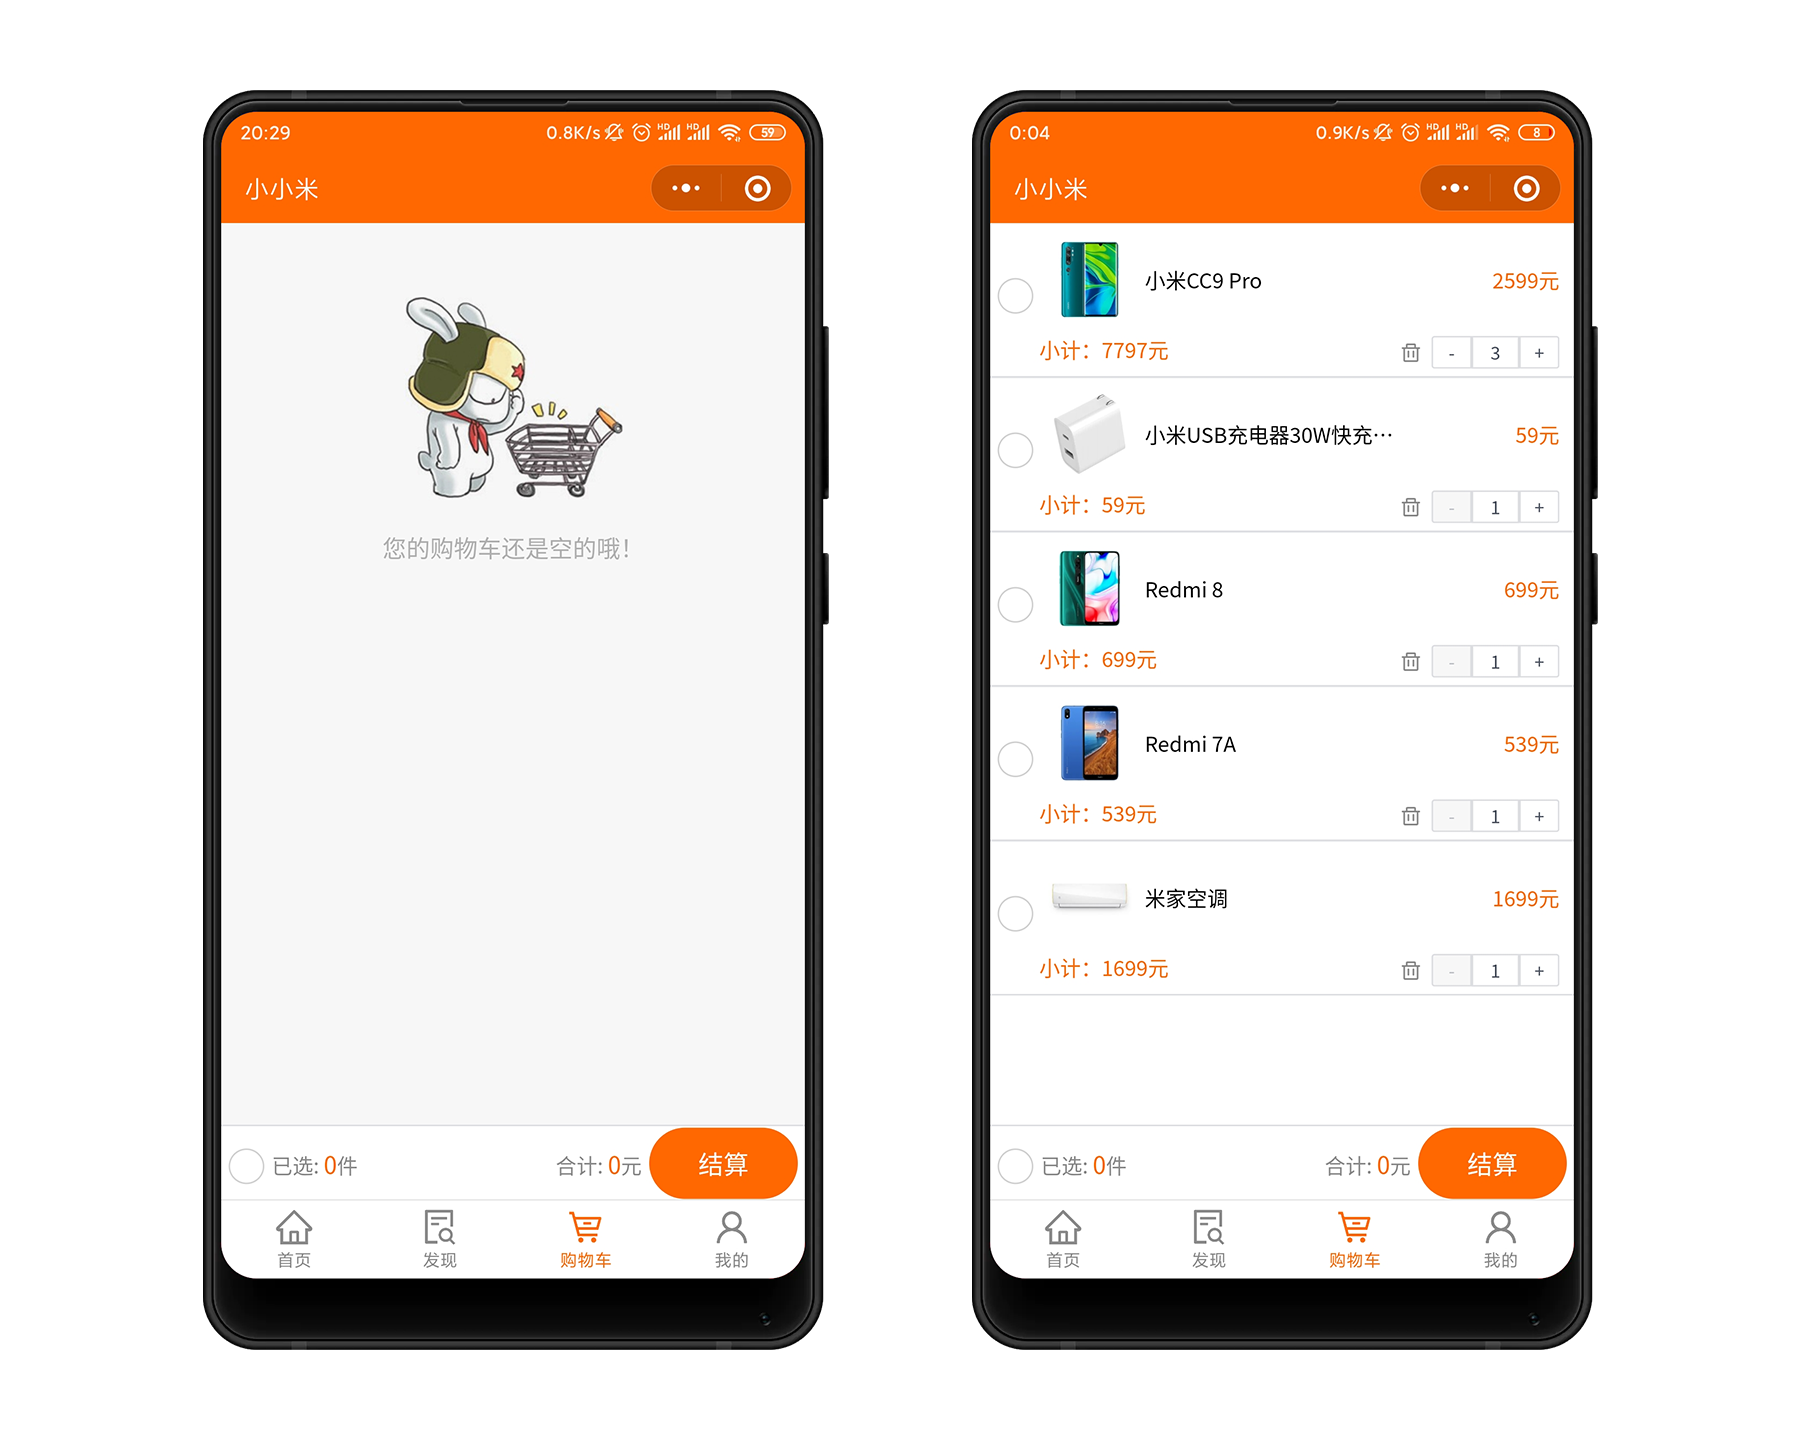 20:29
0.8K/s HD HD 59
小小米
您的购物车还是空的哦！
已选: 0件
合计: 0元
结算
首页
发现
购物车
我的
0:04
0.9K/s HD HD 8
小小米
小米CC9 Pro
2599元
小计：7797元
- 3 +
小米USB充电器30W快充…
59元
小计：59元
- 1 +
Redmi 8
699元
小计：699元
- 1 +
Redmi 7A
539元
小计：539元
- 1 +
米家空调
1699元
小计：1699元
- 1 +
已选: 0件
合计: 0元
结算
首页
发现
购物车
我的